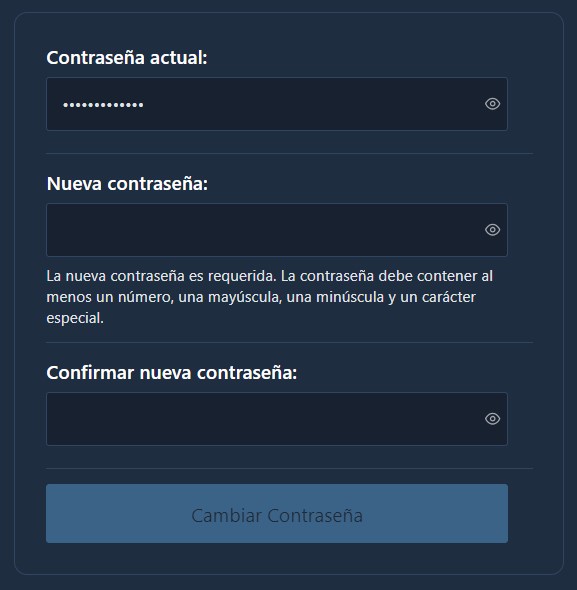 Contraseña actual:
•••••••••••••
Nueva contraseña:
La nueva contraseña es requerida. La contraseña debe contener al
menos un número, una mayúscula, una minúscula y un carácter
especial.
Confirmar nueva contraseña:
Cambiar Contraseña